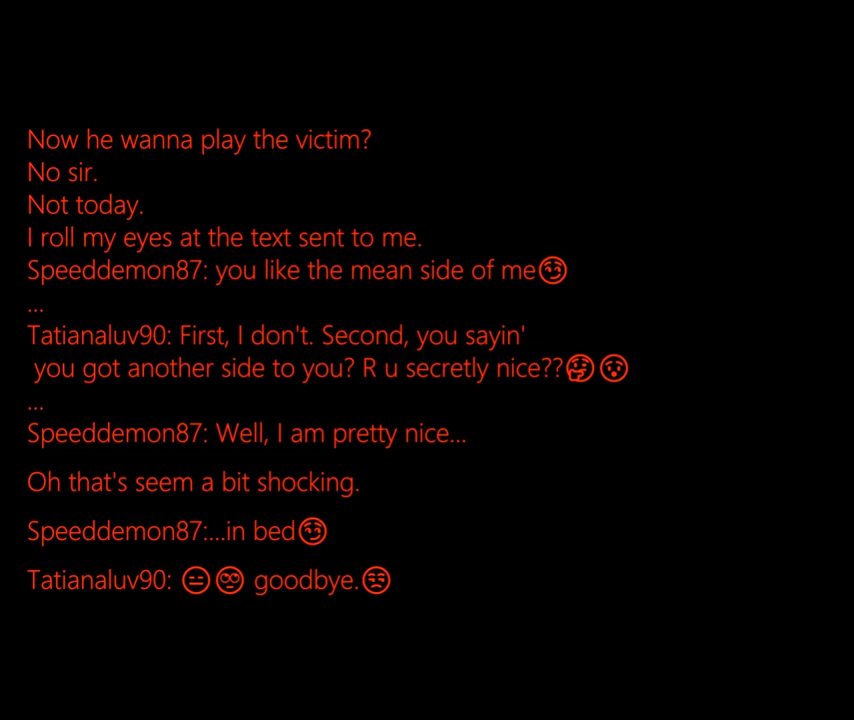 Now he wanna play the victim?
No sir.
Not today.
I roll my eyes at the text sent to me.
Speeddemon87: you like the mean side of me😏
...
Tatianaluv90: First, I don't. Second, you sayin'
you got another side to you? R u secretly nice??🤔😯
...
Speeddemon87: Well, I am pretty nice...
Oh that's seem a bit shocking.
Speeddemon87:...in bed😏
Tatianaluv90: 😑🙄 goodbye.😒